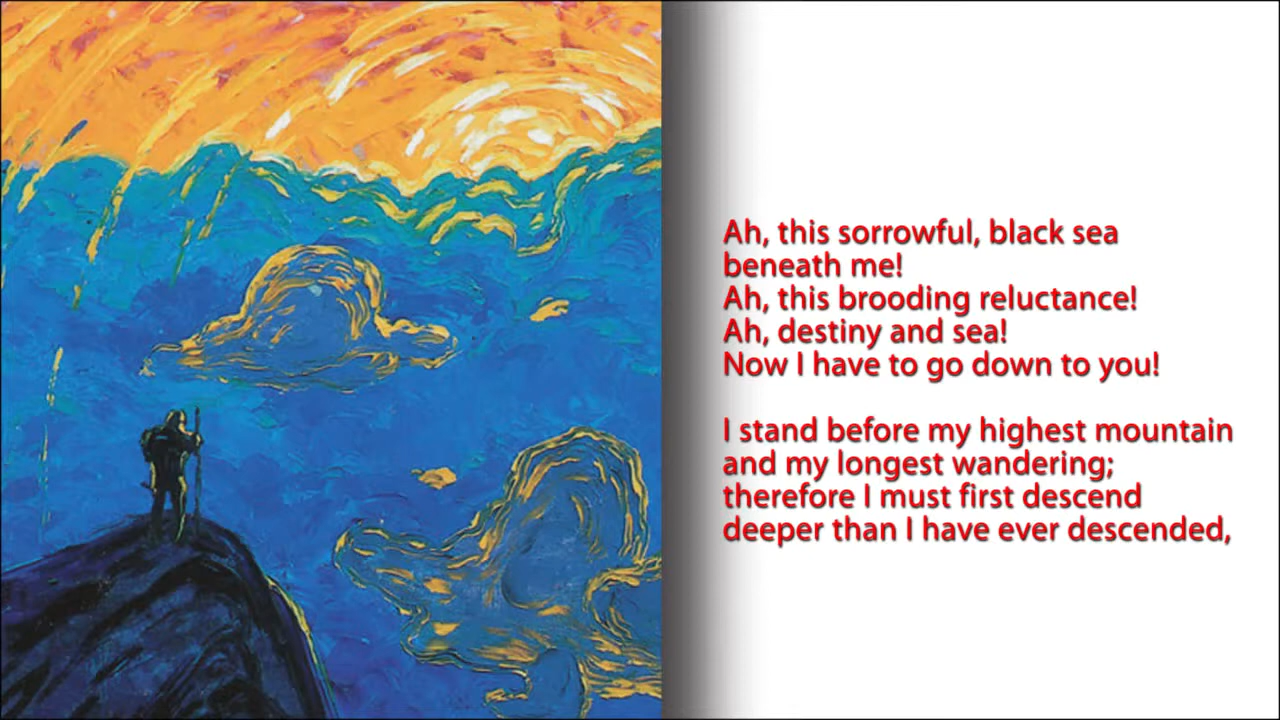 Ah, this sorrowful, black sea
beneath me!
Ah, this brooding reluctance!
Ah, destiny and sea!
Now I have to go down to you!
I stand before my highest mountain
and my longest wandering;
therefore I must first descend
deeper than I have ever descended,